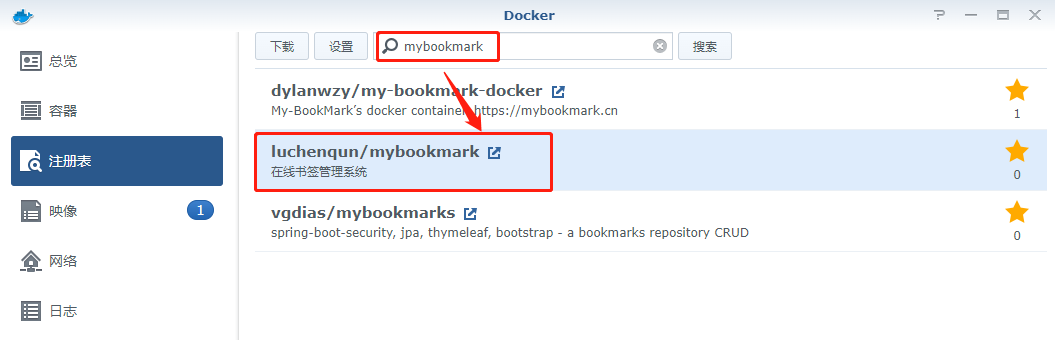 Docker
总览
容器
注册表
映像
1
网络
日志
下载 设置 mybookmark 搜索
dylanwzy/my-bookmark-docker
My-BookMark’s docker container, https://mybookmark.cn
1
luchenqun/mybookmark
在线书签管理系统
0
vgdias/mybookmarks
spring-boot-security, jpa, thymeleaf, bootstrap - a bookmarks repository CRUD
0